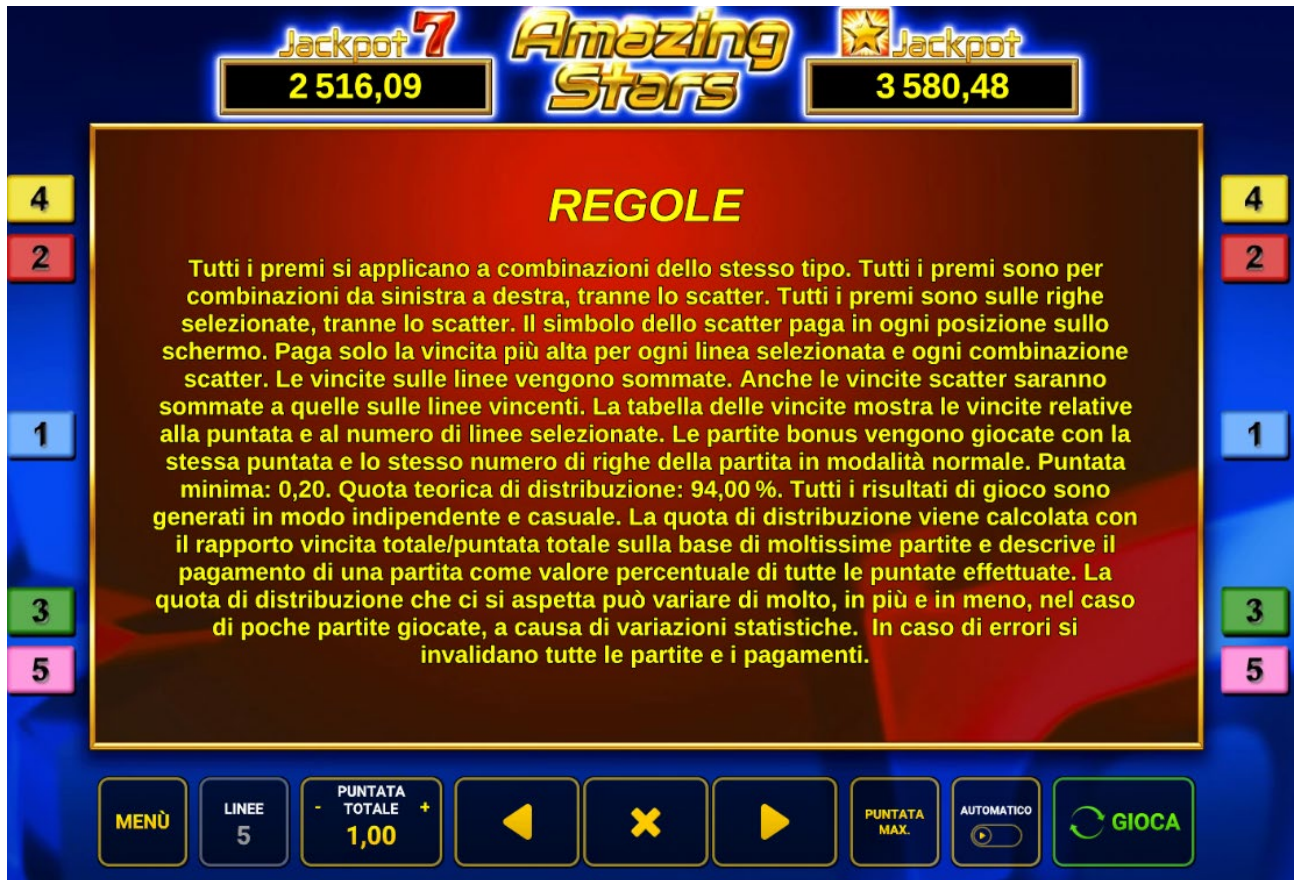 Jackpot 7
2 516,09
Amazing
Stars
Jackpot
3 580,48
4
2
1
3
5
REGOLE
Tutti i premi si applicano a combinazioni dello stesso tipo. Tutti i premi sono per
combinazioni da sinistra a destra, tranne lo scatter. Tutti i premi sono sulle righe
selezionate, tranne lo scatter. Il simbolo dello scatter paga in ogni posizione sullo
schermo. Paga solo la vincita più alta per ogni linea selezionata e ogni combinazione
scatter. Le vincite sulle linee vengono sommate. Anche le vincite scatter saranno
sommate a quelle sulle linee vincenti. La tabella delle vincite mostra le vincite relative
alla puntata e al numero di linee selezionate. Le partite bonus vengono giocate con la
stessa puntata e lo stesso numero di righe della partita in modalità normale. Puntata
minima: 0,20. Quota teorica di distribuzione: 94,00 %. Tutti i risultati di gioco sono
generati in modo indipendente e casuale. La quota di distribuzione viene calcolata con
il rapporto vincita totale/puntata totale sulla base di moltissime partite e descrive il
pagamento di una partita come valore percentuale di tutte le puntate effettuate. La
quota di distribuzione che ci si aspetta può variare di molto, in più e in meno, nel caso
di poche partite giocate, a causa di variazioni statistiche. In caso di errori si
invalidano tutte le partite e i pagamenti.
4
2
1
3
5
MENÙ
LINEE
5
PUNTATA
- TOTALE +
1,00
PUNTATA
MAX.
AUTOMATICO
GIOCA